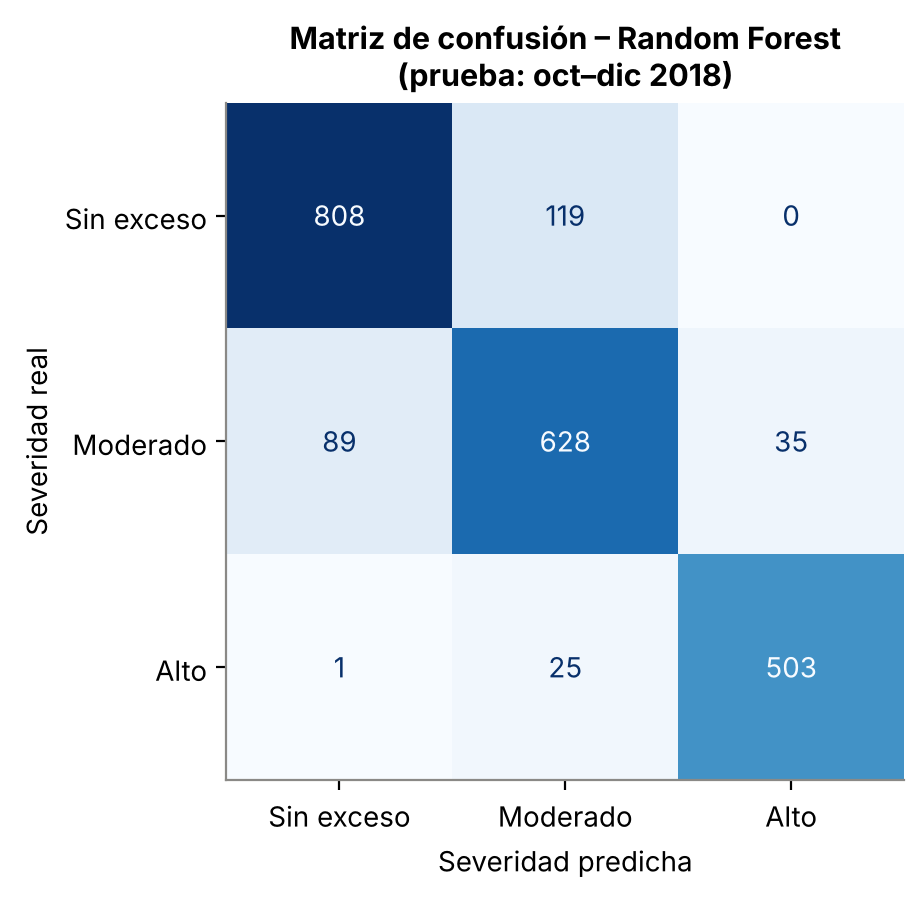 Matriz de confusión – Random Forest
(prueba: oct–dic 2018)
Severidad real
Sin exceso
808
119
0
Moderado
89
628
35
Alto
1
25
503
Sin exceso
Moderado
Alto
Severidad predicha